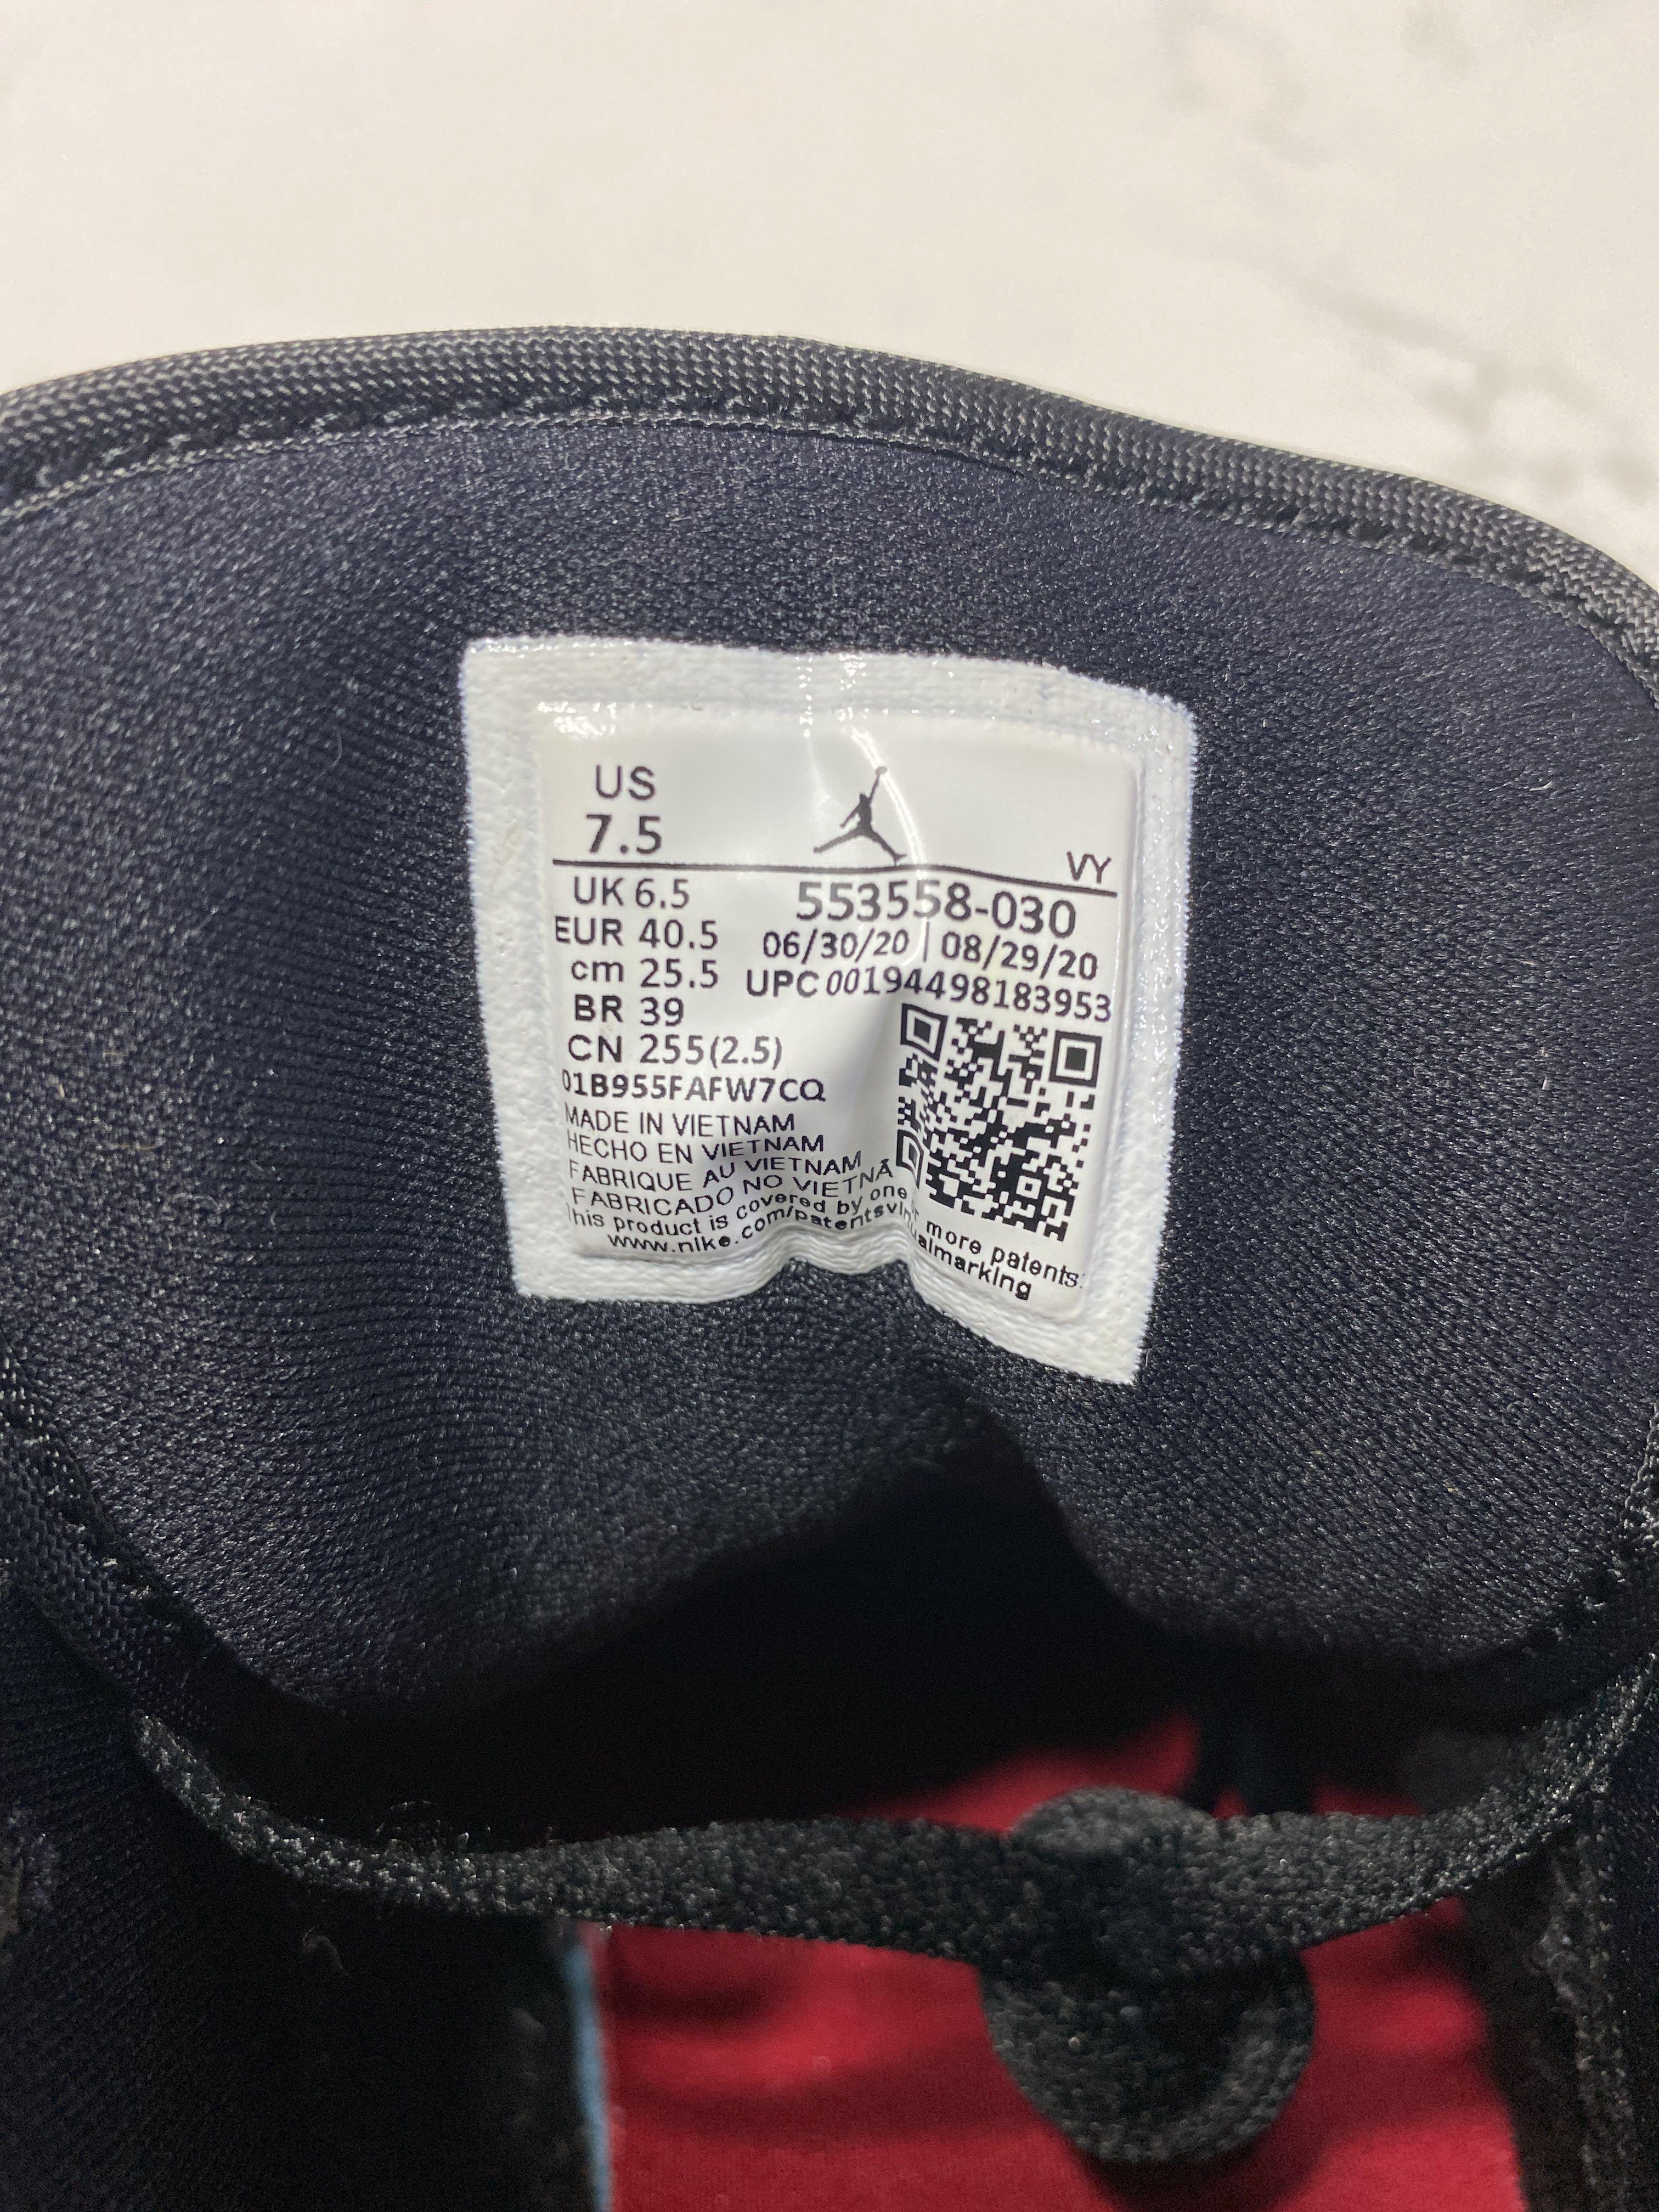 US
7.5
VY
UK 6.5
553558-030
EUR 40.5
06/30/20 | 08/29/20
cm 25.5
UPC 00194498183953
BR 39
CN 255(2.5)
01B955FAFW7CQ
MADE IN VIETNAM
HECHO EN VIETNAM
FABRIQUE AU VIETNAM
FABRICADO NO VIETNÃ
This product is covered by one or more patents:
www.nike.com/patentsvirtualmarking